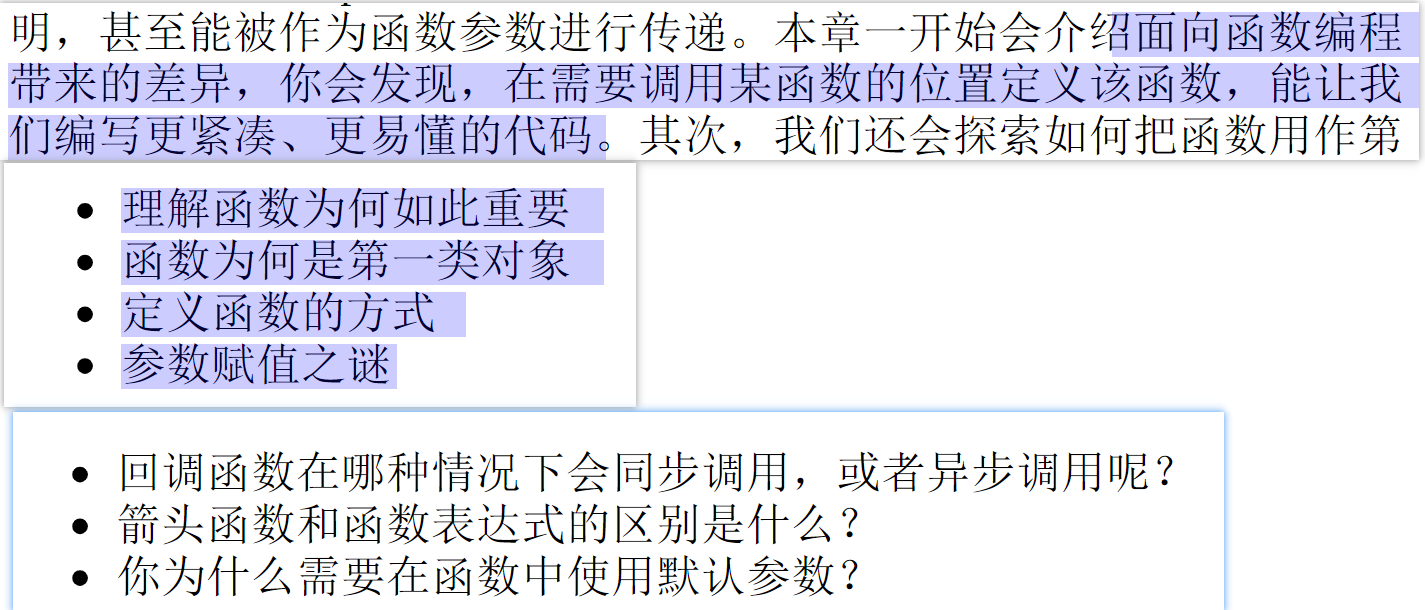 明，甚至能被作为函数参数进行传递。本章一开始会介绍面向函数编程
带来的差异，你会发现，在需要调用某函数的位置定义该函数，能让我
们编写更紧凑、更易懂的代码。其次，我们还会探索如何把函数用作第
• 理解函数为何如此重要
• 函数为何是第一类对象
• 定义函数的方式
• 参数赋值之谜
• 回调函数在哪种情况下会同步调用，或者异步调用呢？
• 箭头函数和函数表达式的区别是什么？
• 你为什么需要在函数中使用默认参数？